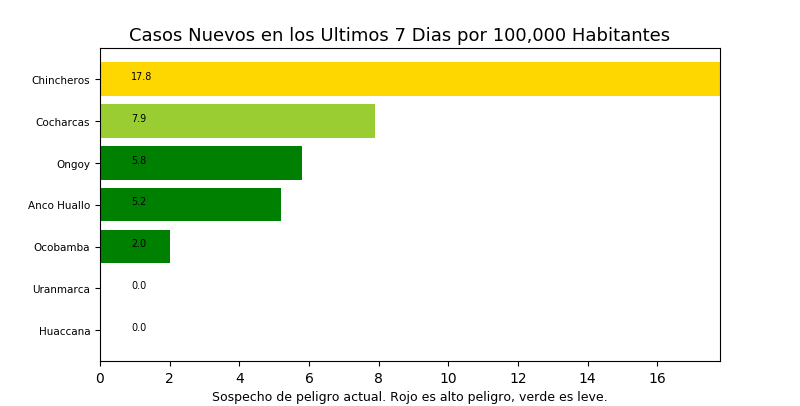 Casos Nuevos en los Ultimos 7 Dias por 100,000 Habitantes
Chincheros 17.8
Cocharcas 7.9
Ongoy 5.8
Anco Huallo 5.2
Ocobamba 2.0
Uranmarca 0.0
Huaccana 0.0
0 2 4 6 8 10 12 14 16
Sospecho de peligro actual. Rojo es alto peligro, verde es leve.